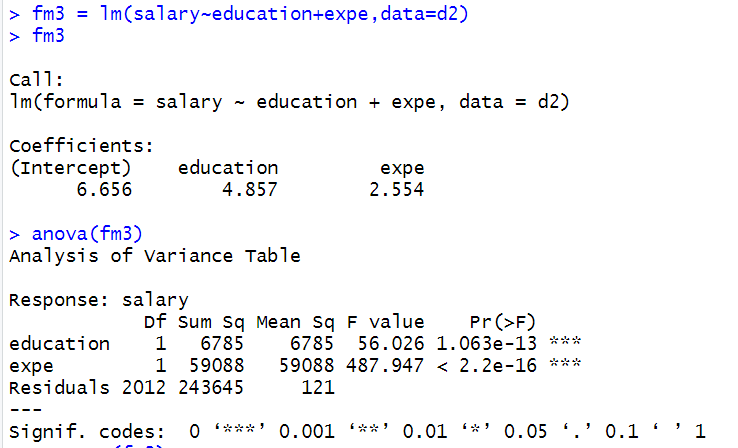 > fm3 = lm(salary~education+expe,data=d2)
> fm3
Call:
lm(formula = salary ~ education + expe, data = d2)
Coefficients:
(Intercept)    education         expe
      6.656        4.857        2.554
> anova(fm3)
Analysis of Variance Table
Response: salary
            Df Sum Sq Mean Sq F value    Pr(>F)
education    1   6785    6785  56.026 1.063e-13 ***
expe         1  59088   59088 487.947 < 2.2e-16 ***
Residuals 2012 243645     121
---
Signif. codes:  0 ‘***’ 0.001 ‘**’ 0.01 ‘*’ 0.05 ‘.’ 0.1 ‘ ’ 1